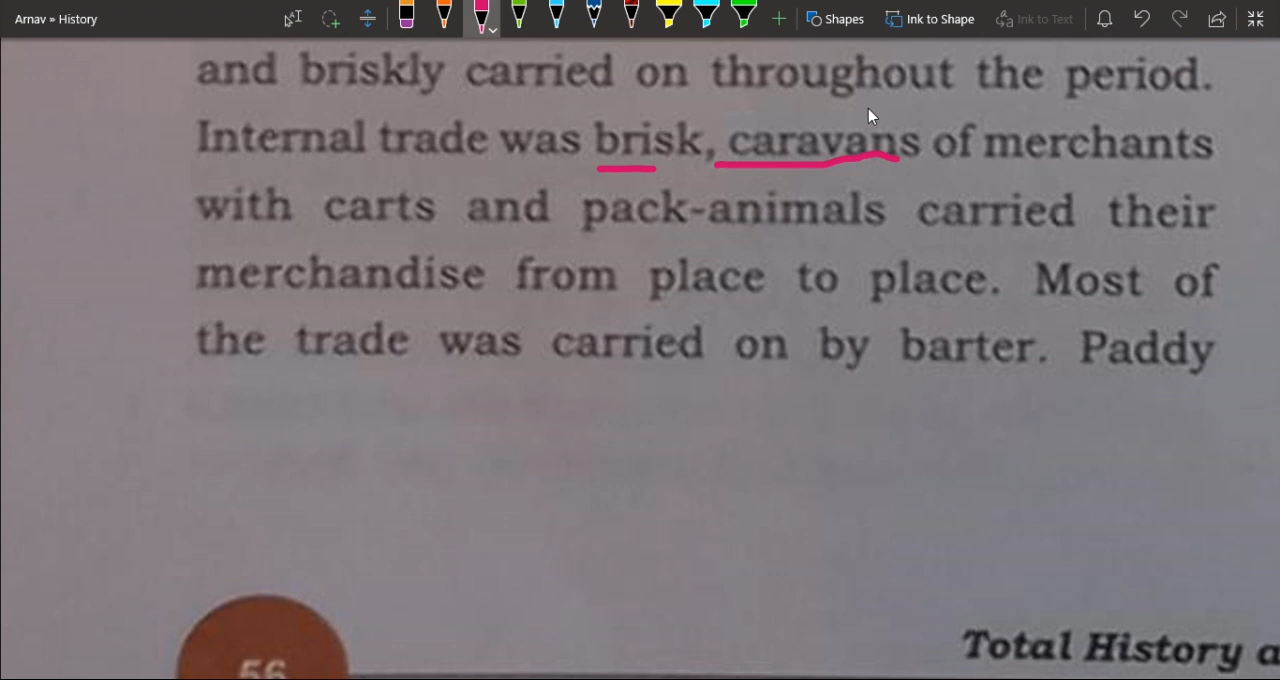 Arnav » History
Shapes
Ink to Shape
Ink to Text
and briskly carried on throughout the period.
Internal trade was brisk, caravans of merchants
with carts and pack-animals carried their
merchandise from place to place. Most of
the trade was carried on by barter. Paddy
56
Total History a